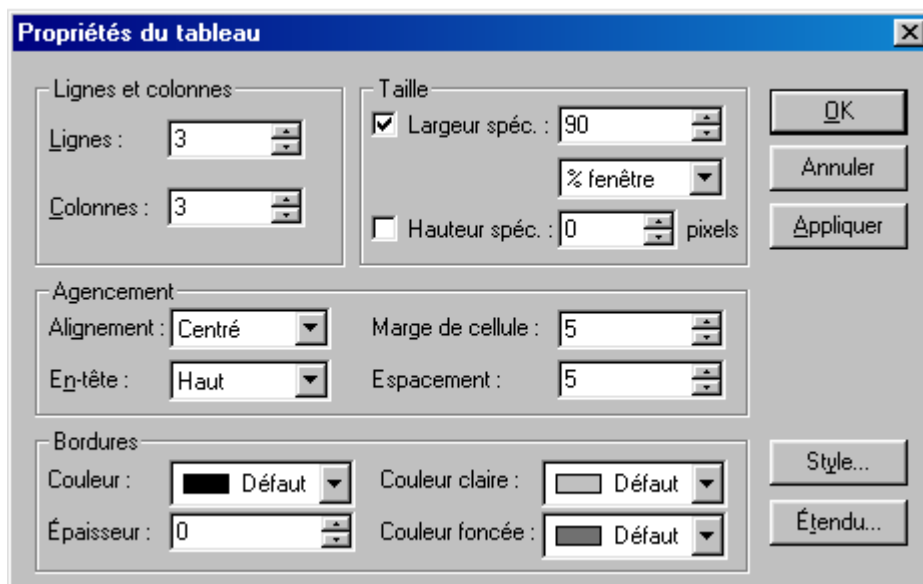 Propriétés du tableau
Lignes et colonnes
Lignes : 3
Colonnes : 3
Taille
Largeur spéc. : 90
% fenêtre
Hauteur spéc. : 0 pixels
OK
Annuler
Appliquer
Agencement
Alignement : Centré
Marge de cellule : 5
En-tête : Haut
Espacement : 5
Bordures
Couleur : Défaut
Couleur claire : Défaut
Épaisseur : 0
Couleur foncée : Défaut
Style...
Étendu...